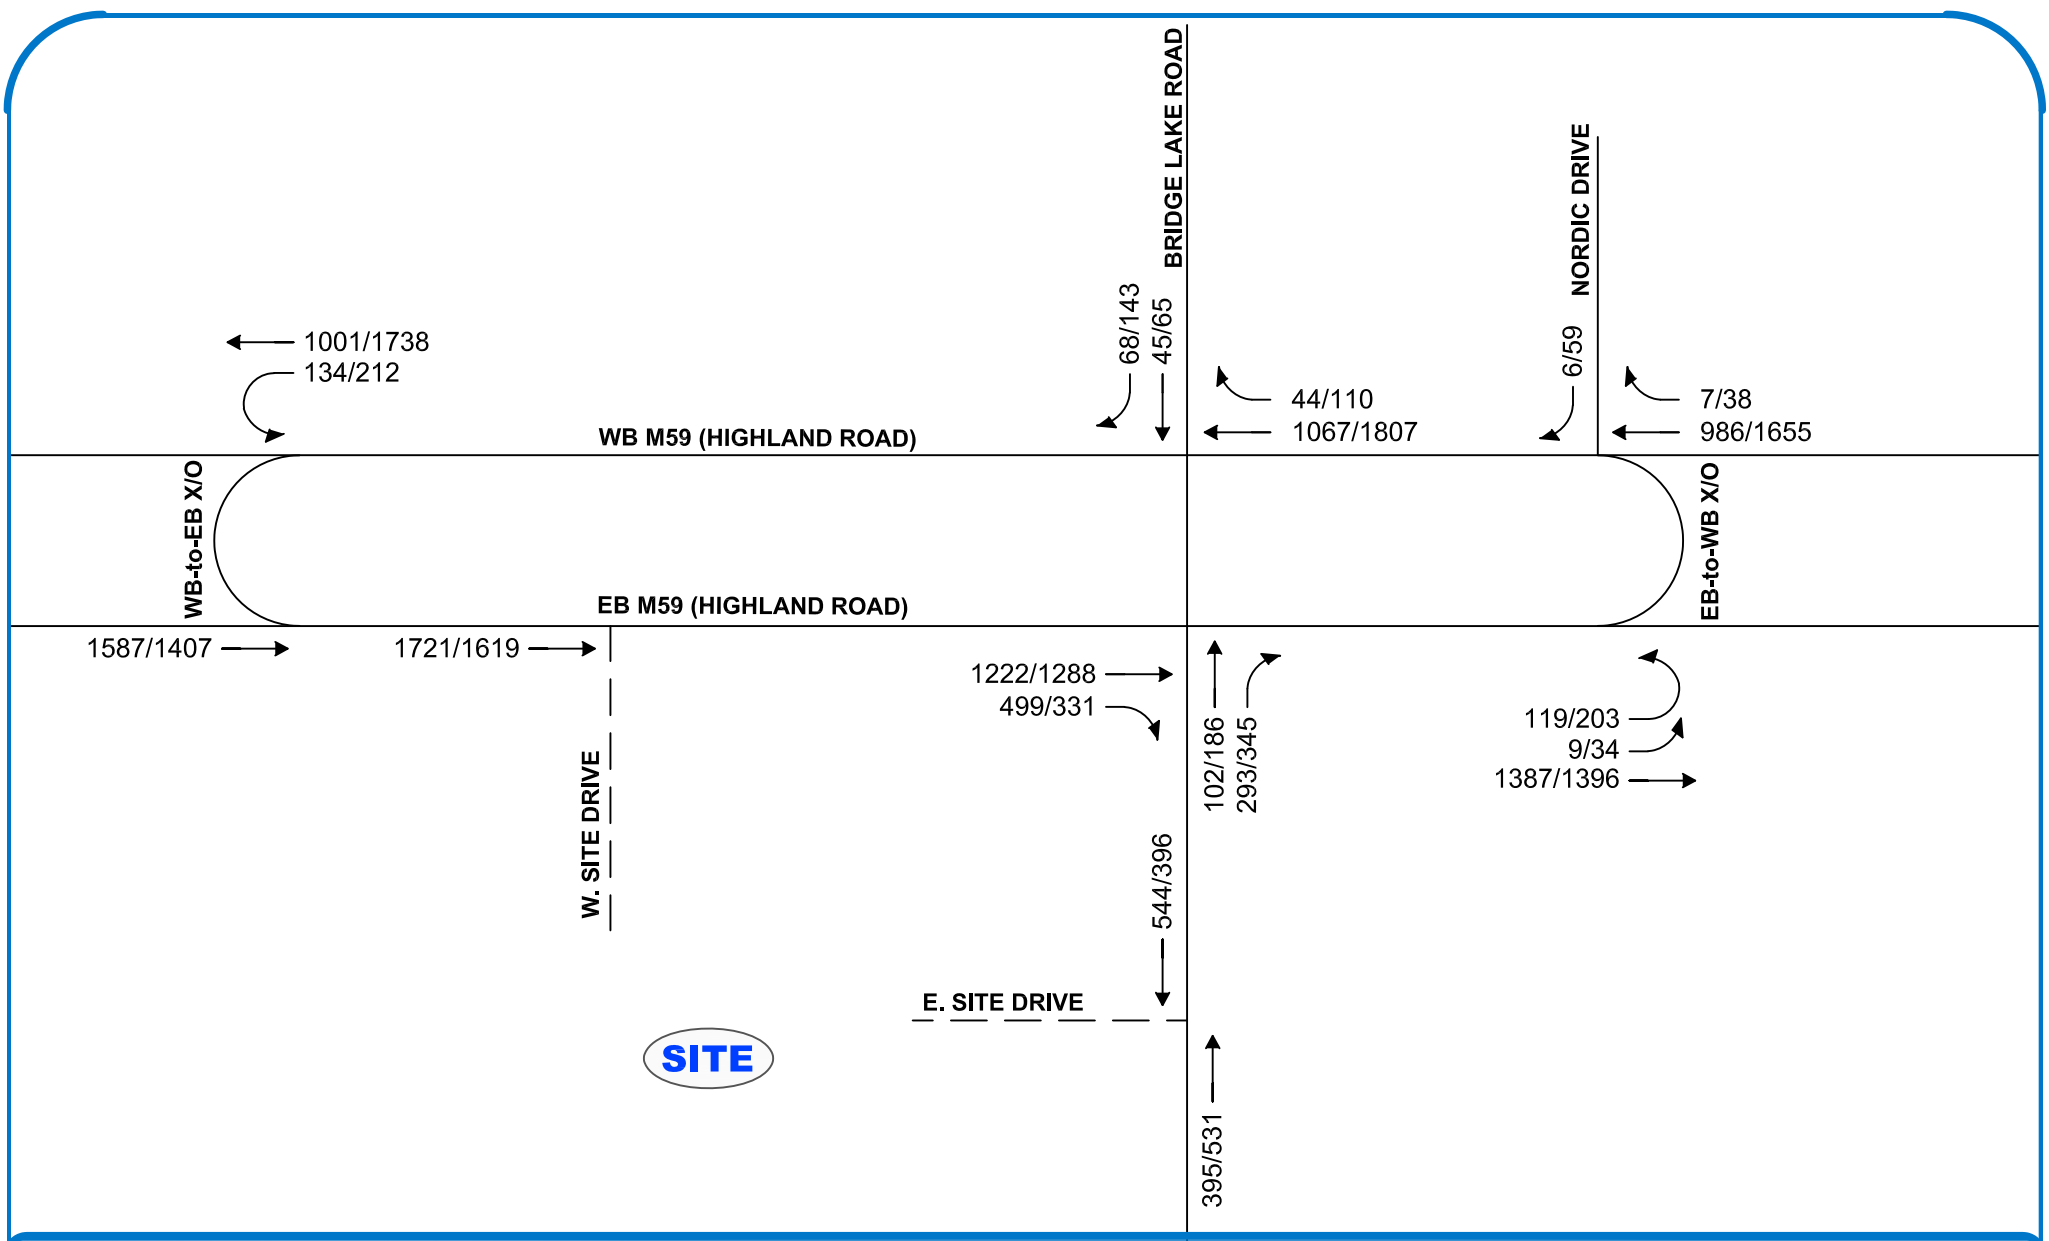 BRIDGE LAKE ROAD
NORDIC DRIVE
68/143
45/65
6/59
1001/1738
134/212
44/110
1067/1807
7/38
986/1655
WB M59 (HIGHLAND ROAD)
WB-to-EB X/O
EB-to-WB X/O
EB M59 (HIGHLAND ROAD)
1587/1407
1721/1619
1222/1288
499/331
102/186
293/345
119/203
9/34
1387/1396
W. SITE DRIVE
544/396
E. SITE DRIVE
SITE
395/531